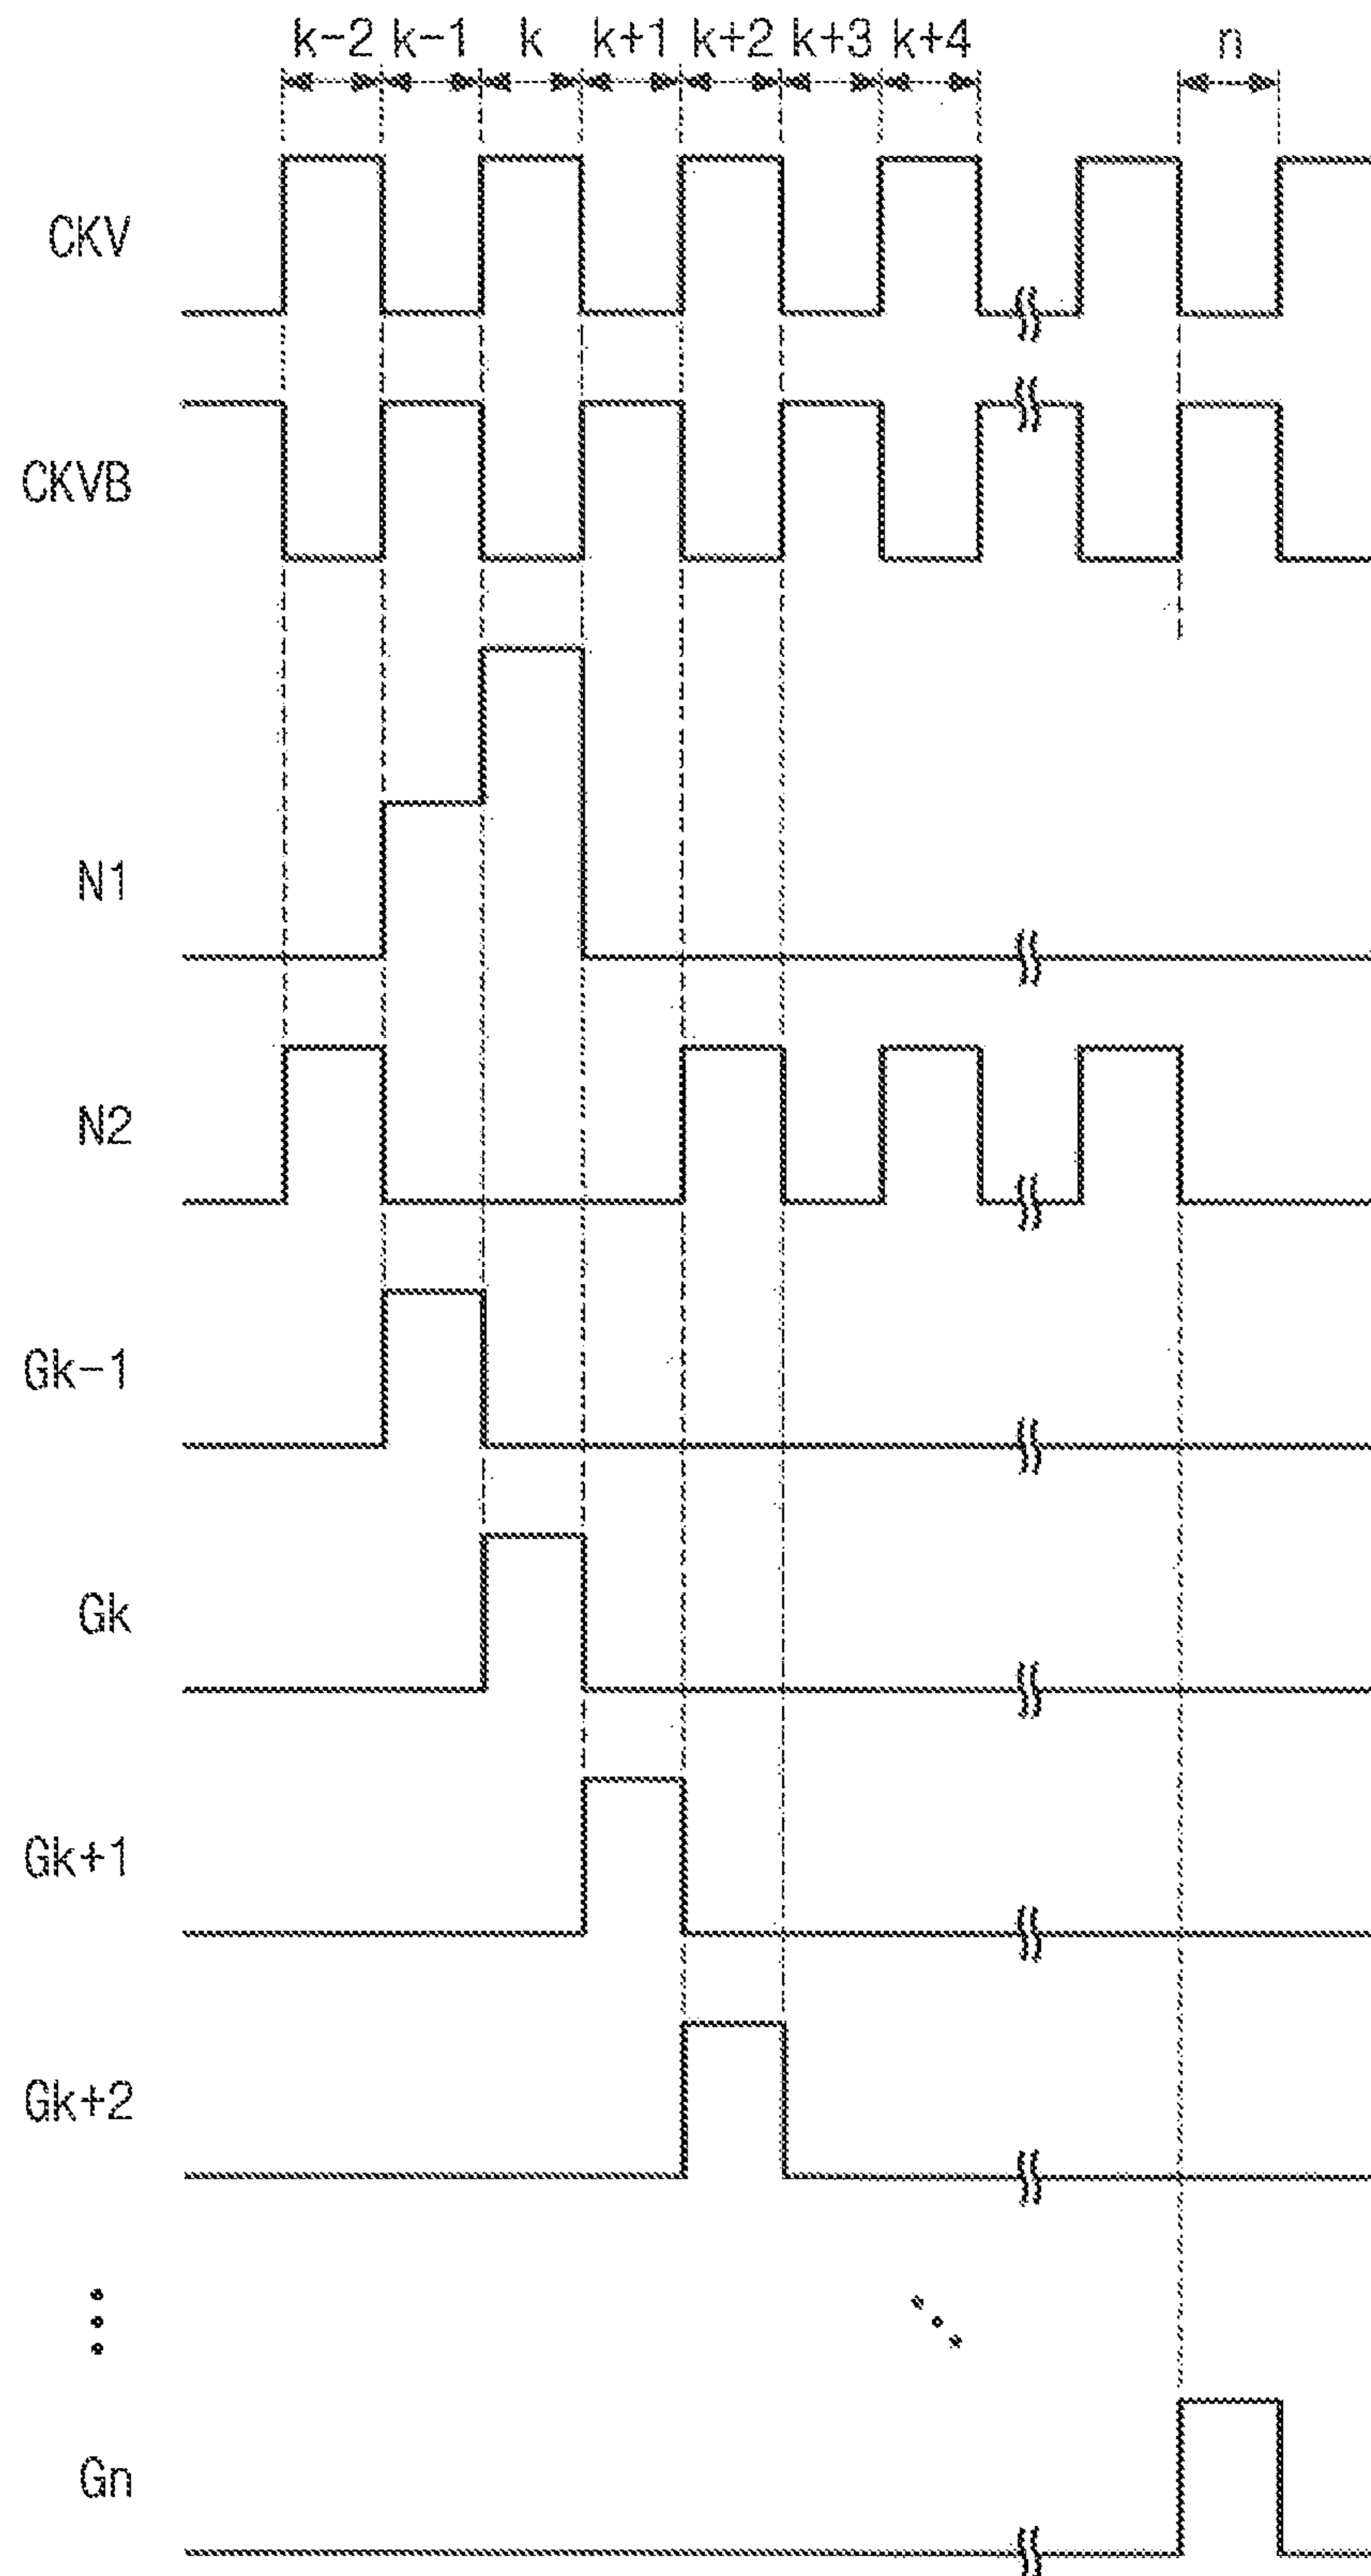 k-2 k-1 k k+1 k+2 k+3 k+4 n
CKV
CKVB
N1
N2
Gk-1
Gk
Gk+1
Gk+2
Gn